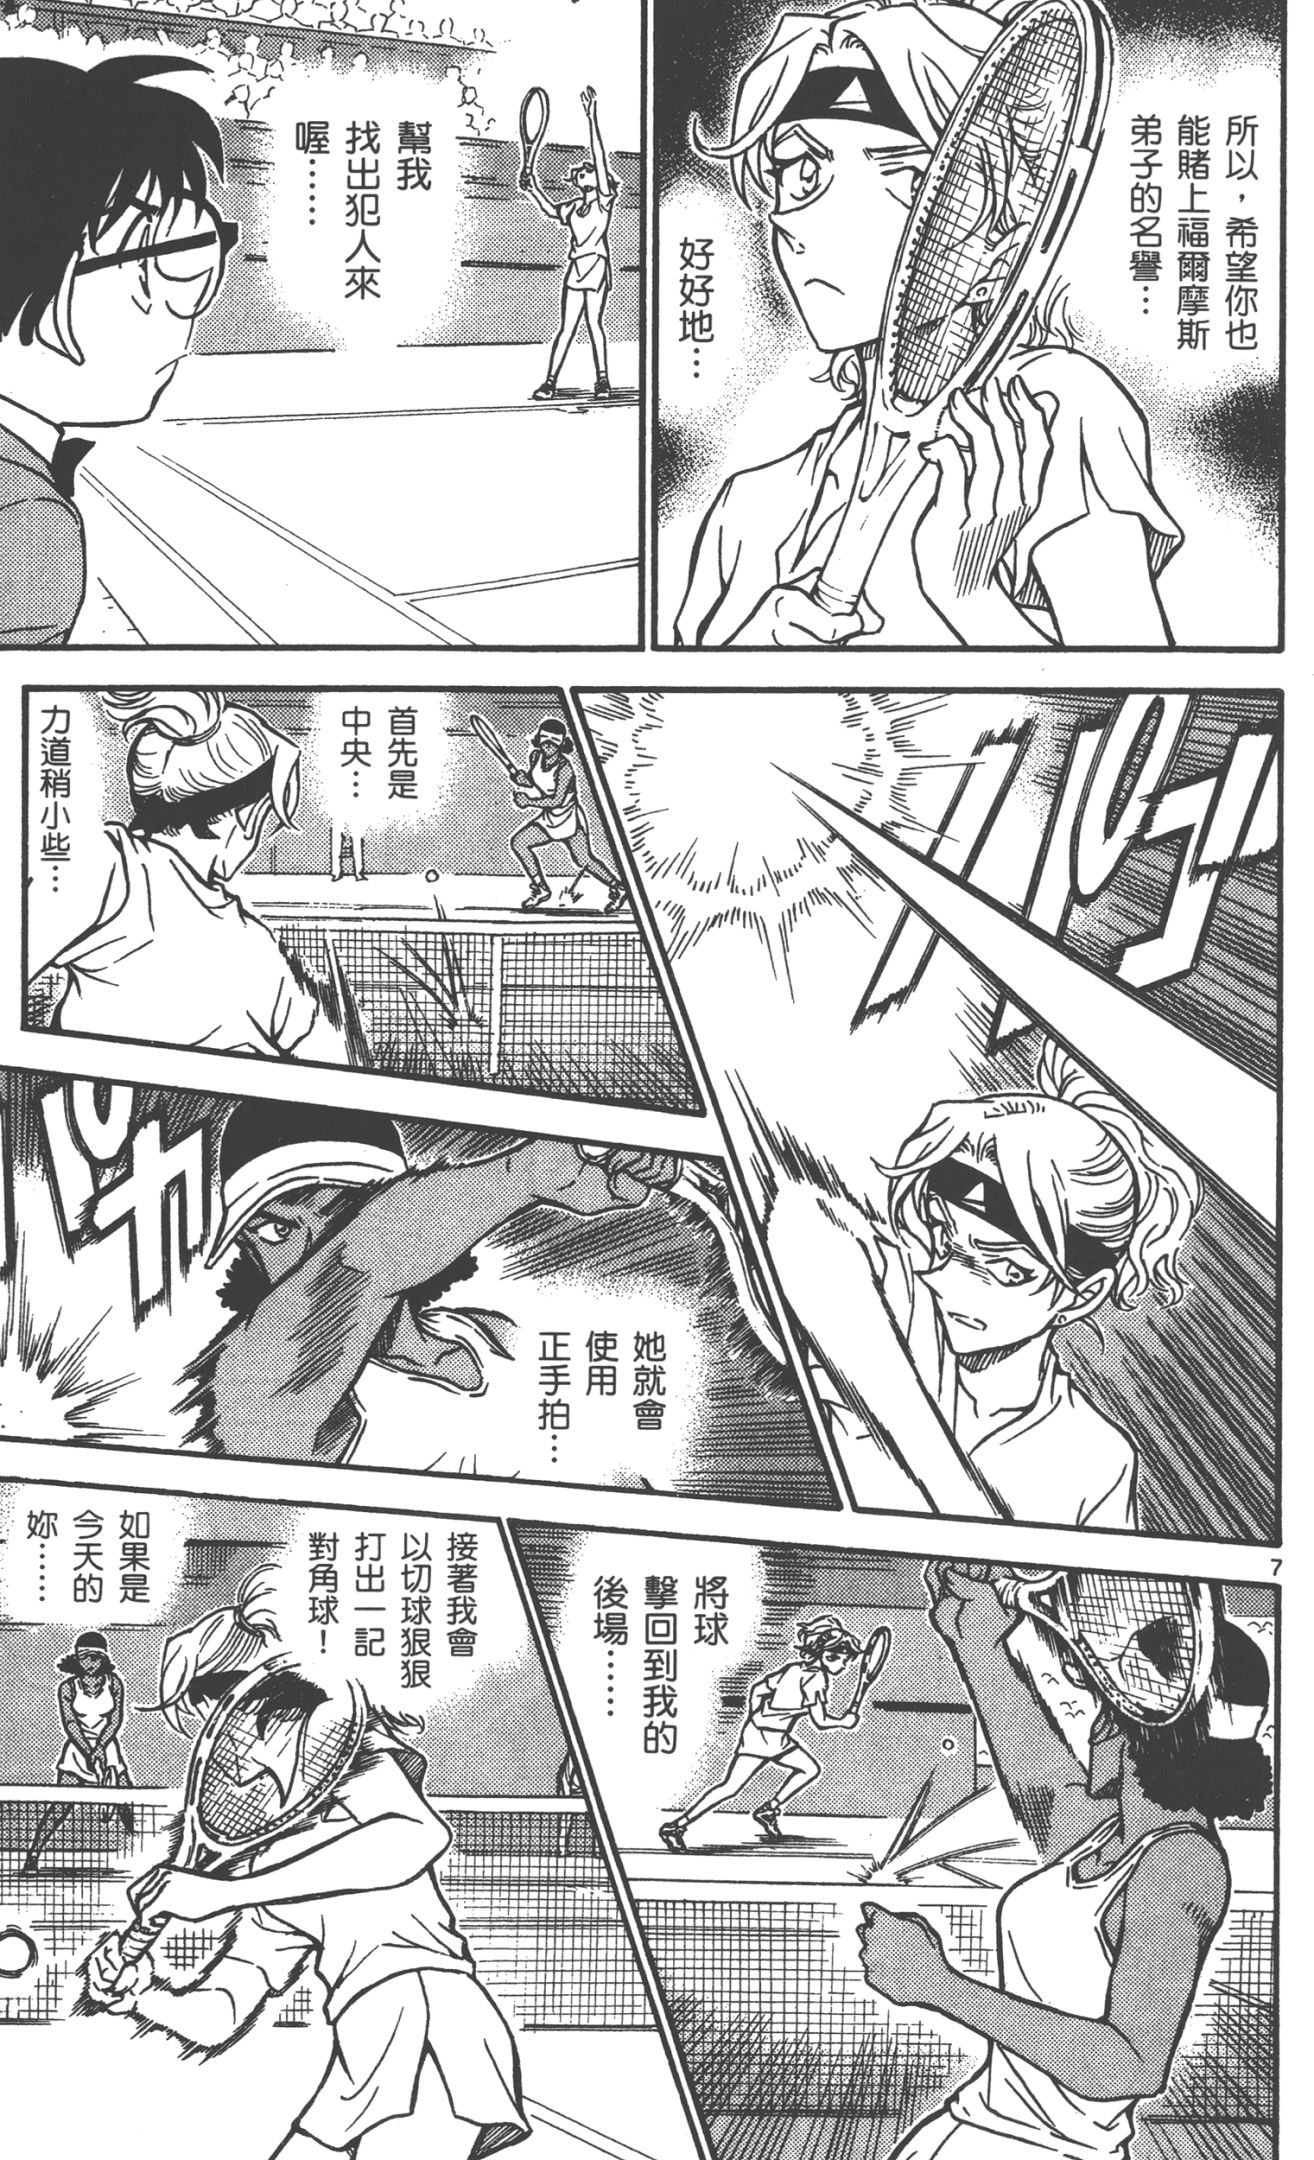 所以，希望你也
能賭上福爾摩斯
弟子的名譽…
好好地…
幫我
找出犯人來
喔……
首先是
中央…
力道稍小些…
她就會
使用
正手拍…
7
將球
擊回到我的
後場……
接著我會
以切球狠狠
打出一記
對角球！
如果是
今天的
妳……